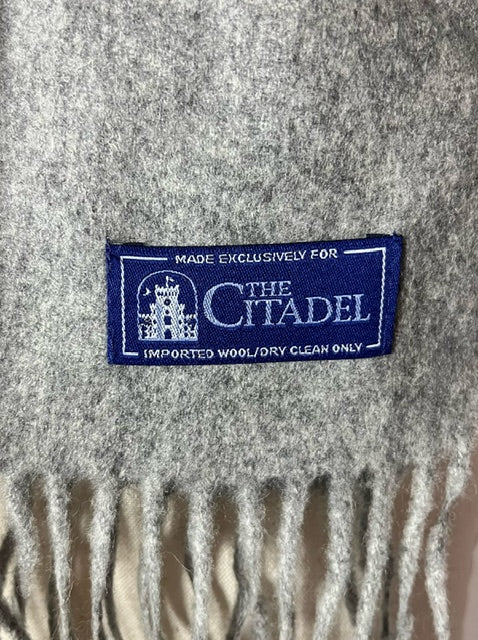 MADE EXCLUSIVELY FOR
THE
CITADEL
IMPORTED WOOL/DRY CLEAN ONLY